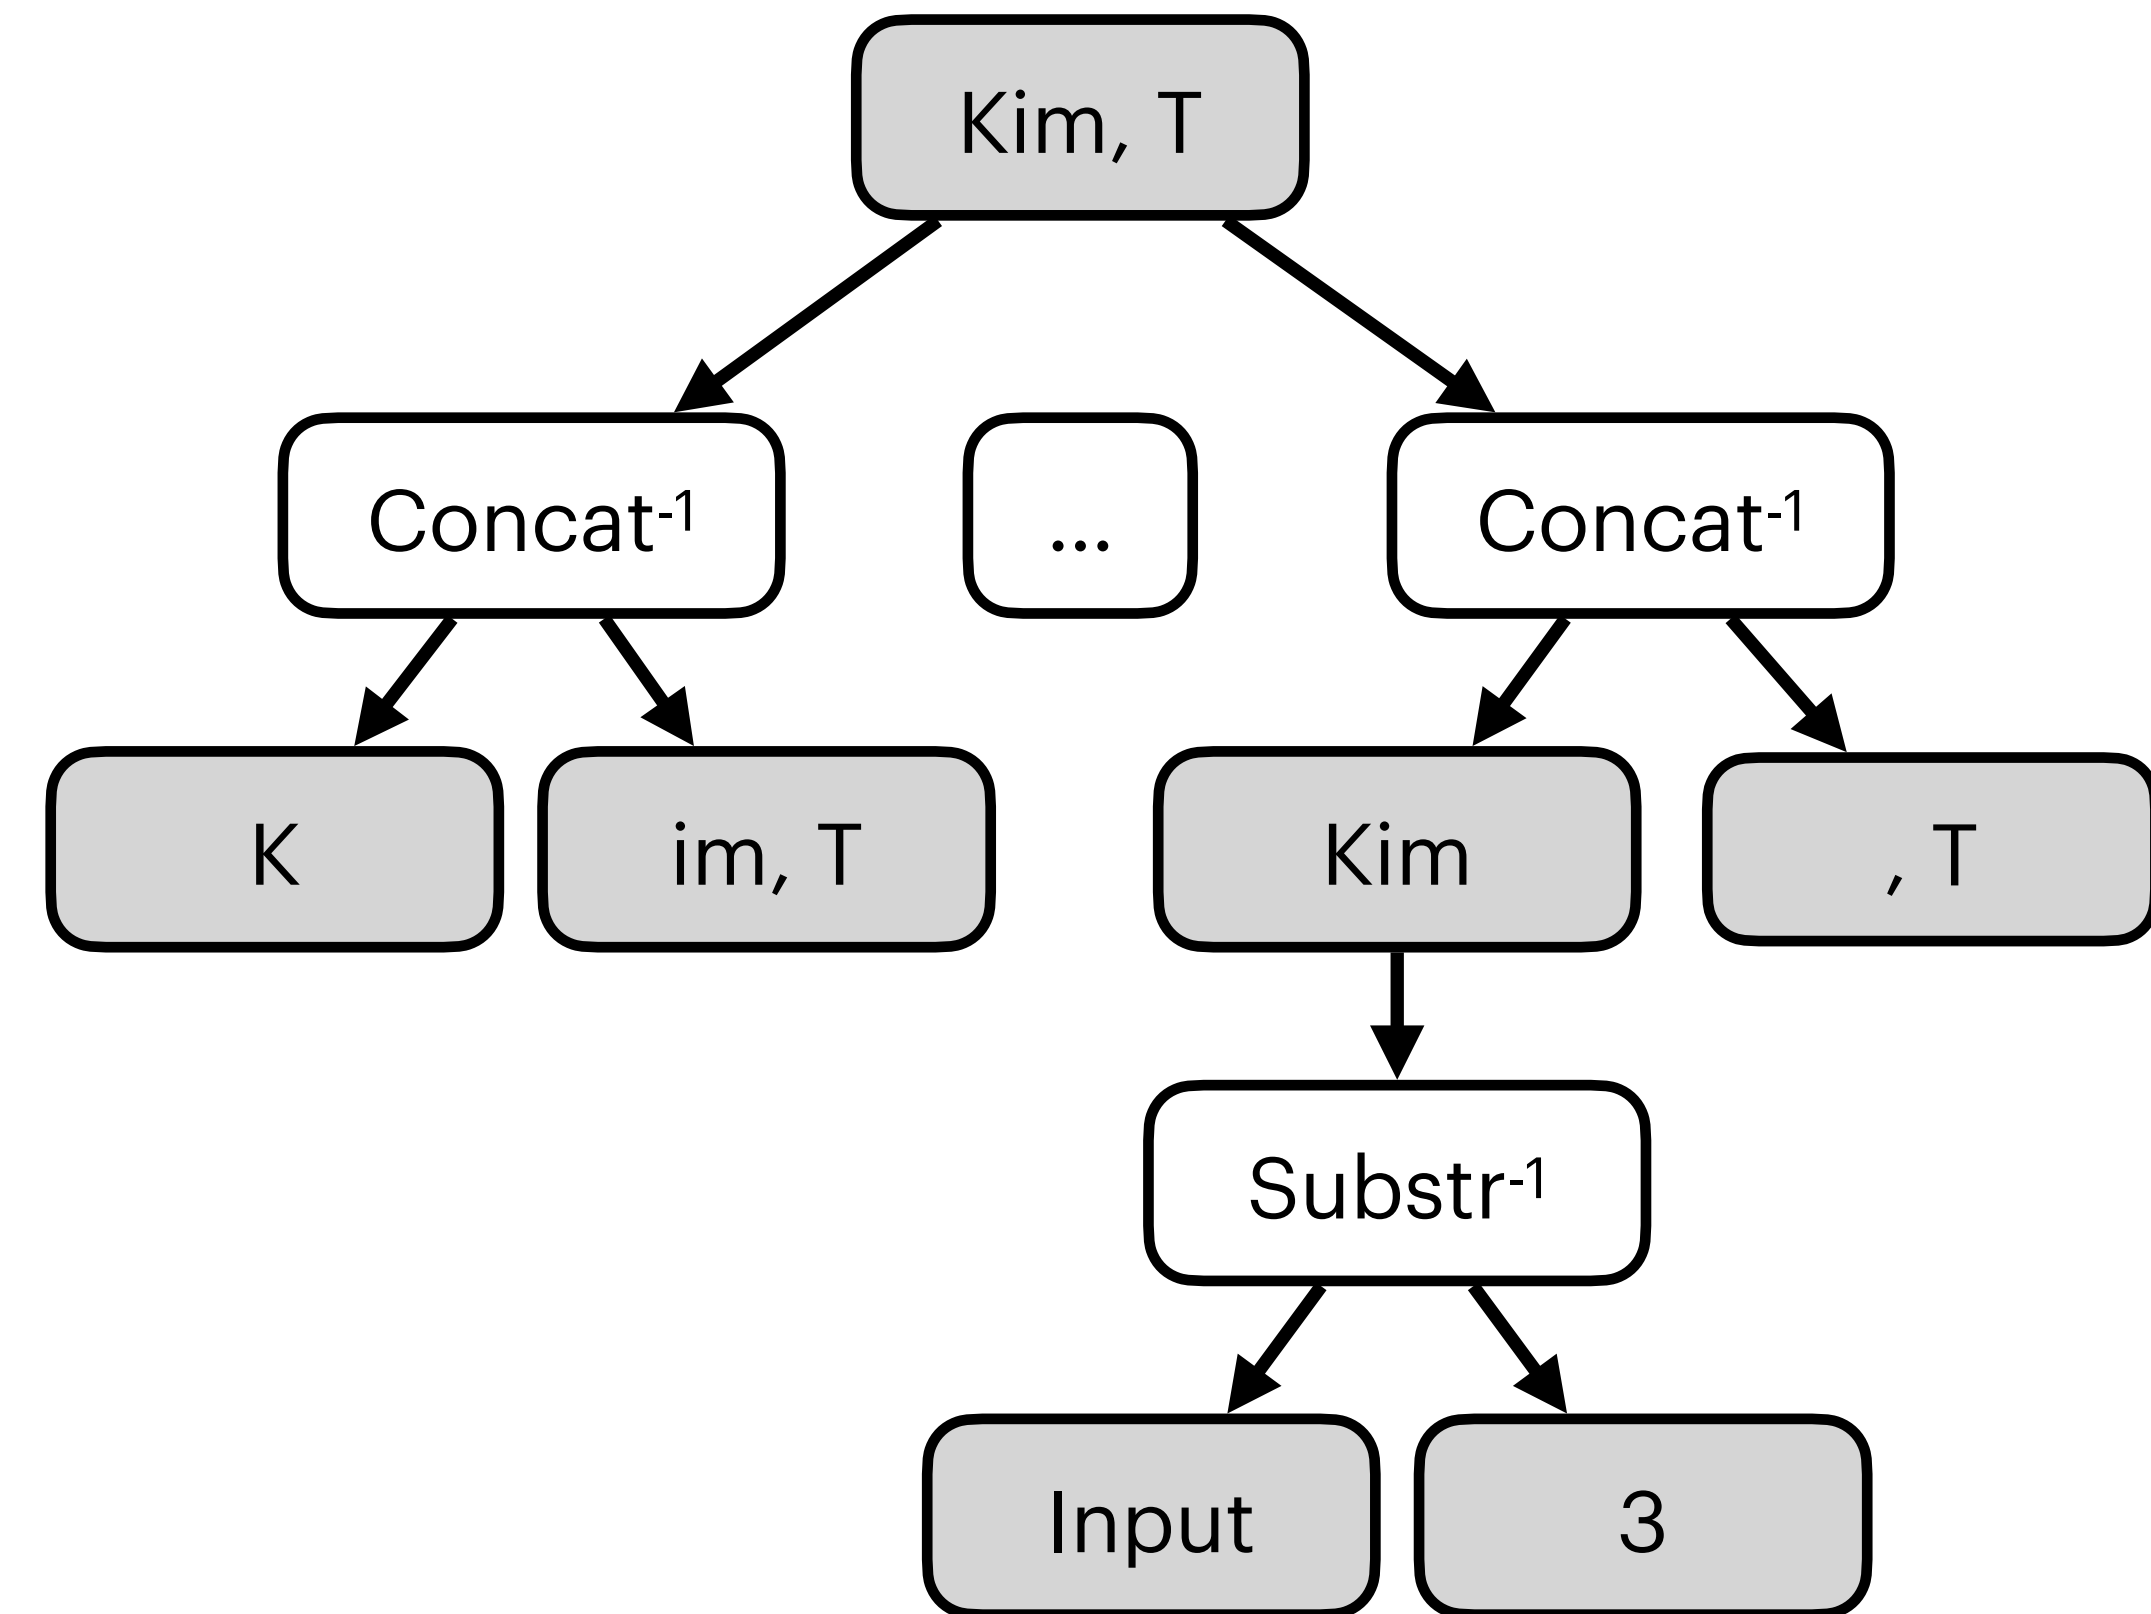 Kim, T
Concat-1
...
Concat-1
K
im, T
Kim
, T
Substr-1
Input
3